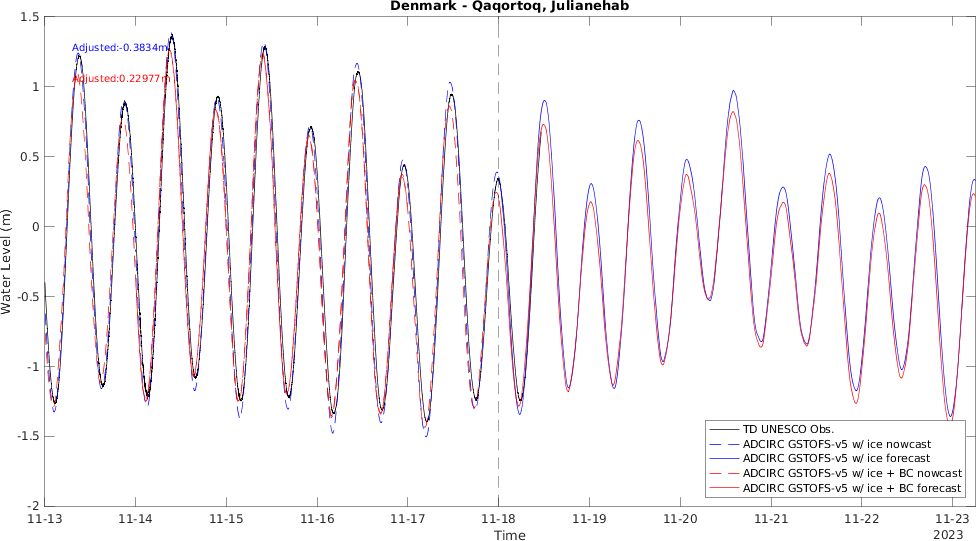 Denmark - Qaqortoq, Julianehab
Adjusted:-0.3834m
Adjusted:0.22977m
Water Level (m)
1.5
1
0.5
0
-0.5
-1
-1.5
-2
TD UNESCO Obs.
ADCIRC GSTOFS-v5 w/ ice nowcast
ADCIRC GSTOFS-v5 w/ ice forecast
ADCIRC GSTOFS-v5 w/ ice + BC nowcast
ADCIRC GSTOFS-v5 w/ ice + BC forecast
11-13 11-14 11-15 11-16 11-17 11-18 11-19 11-20 11-21 11-22 11-23
Time
2023